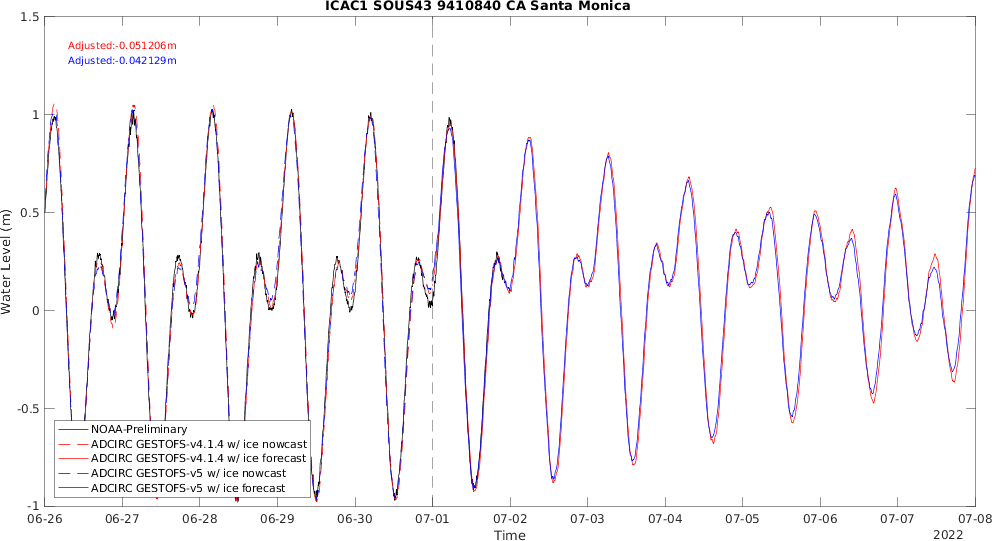 ICAC1 SOUS43 9410840 CA Santa Monica
1.5
Adjusted:-0.051206m
Adjusted:-0.042129m
1
0.5
Water Level (m)
0
-0.5
NOAA-Preliminary
ADCIRC GESTOFS-v4.1.4 w/ ice nowcast
ADCIRC GESTOFS-v4.1.4 w/ ice forecast
ADCIRC GESTOFS-v5 w/ ice nowcast
ADCIRC GESTOFS-v5 w/ ice forecast
-1
06-26 06-27 06-28 06-29 06-30 07-01 07-02 07-03 07-04 07-05 07-06 07-07 07-08
Time
2022